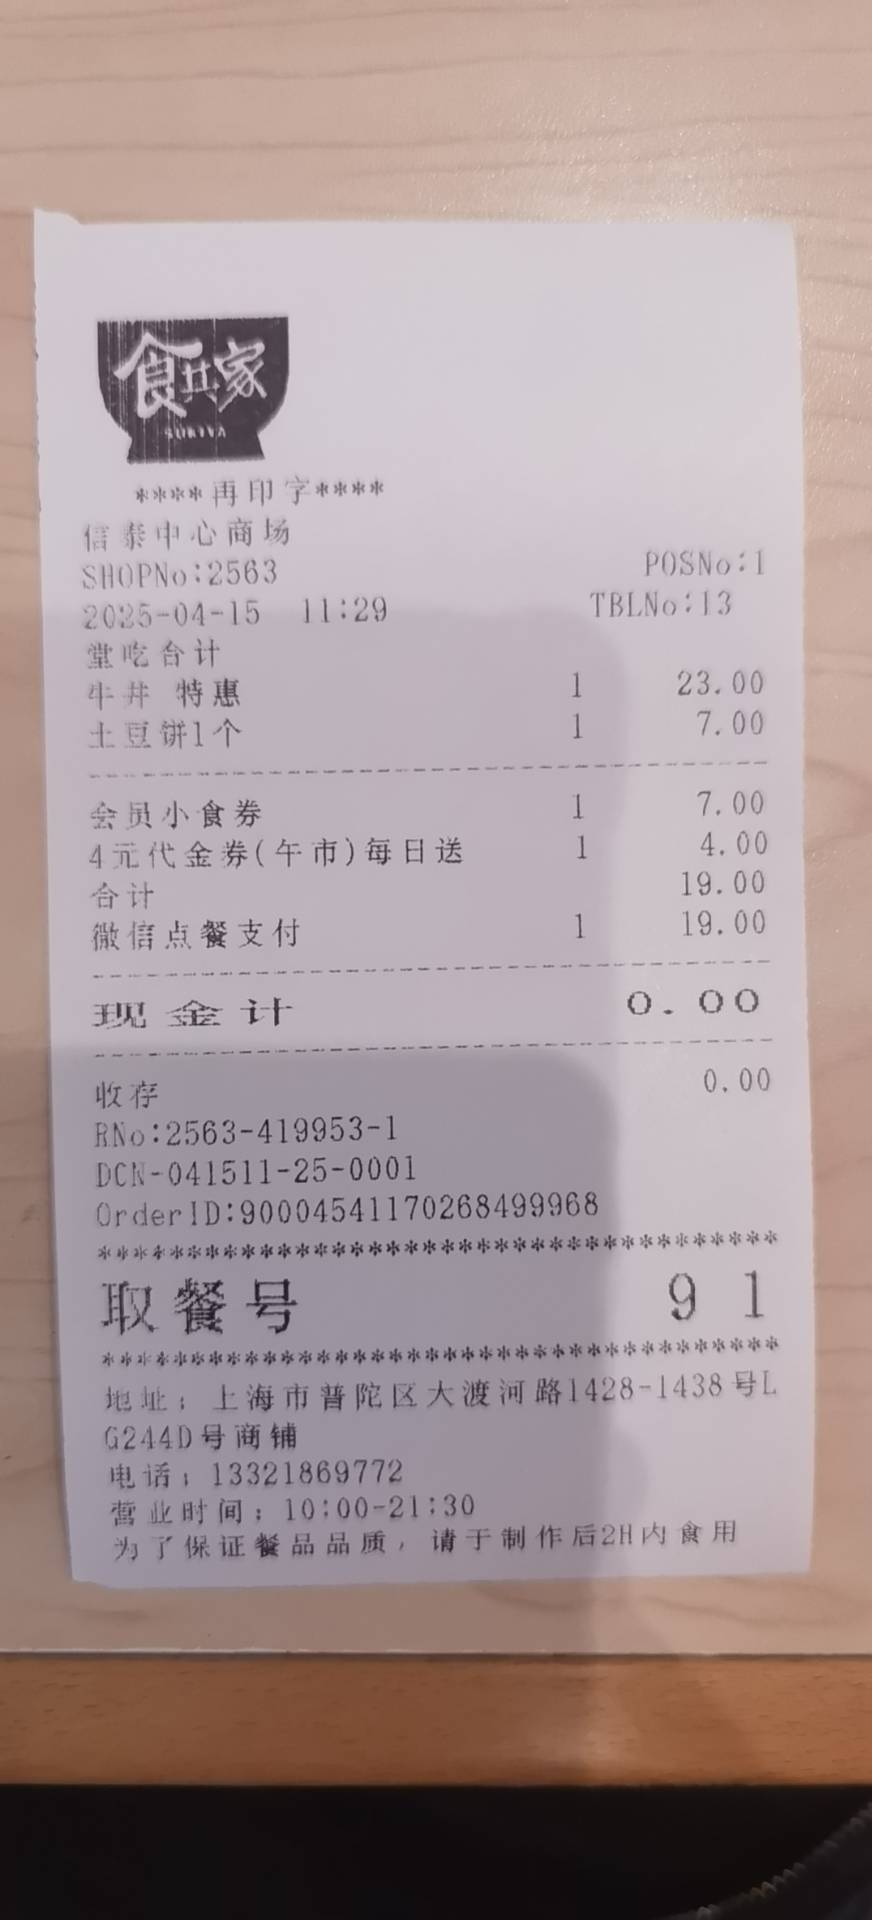 食其家
SUKIYA
****再印字****
信泰中心商场
SHOPNo:2563 POSNo:1
2025-04-15 11:29 TBLNo:13
堂吃合计
牛丼 特惠 1 23.00
土豆饼1个 1 7.00
会员小食券 1 7.00
4元代金券(午市)每日送 1 4.00
合计 19.00
微信点餐支付 1 19.00
现金计 0.00
收存 0.00
RNo:2563-419953-1
DCN-041511-25-0001
OrderID:90004541170268499968
取餐号 91
地址：上海市普陀区大渡河路1428-1438号L
G244D号商铺
电话：13321869772
营业时间：10:00-21:30
为了保证餐品品质，请于制作后2H内食用